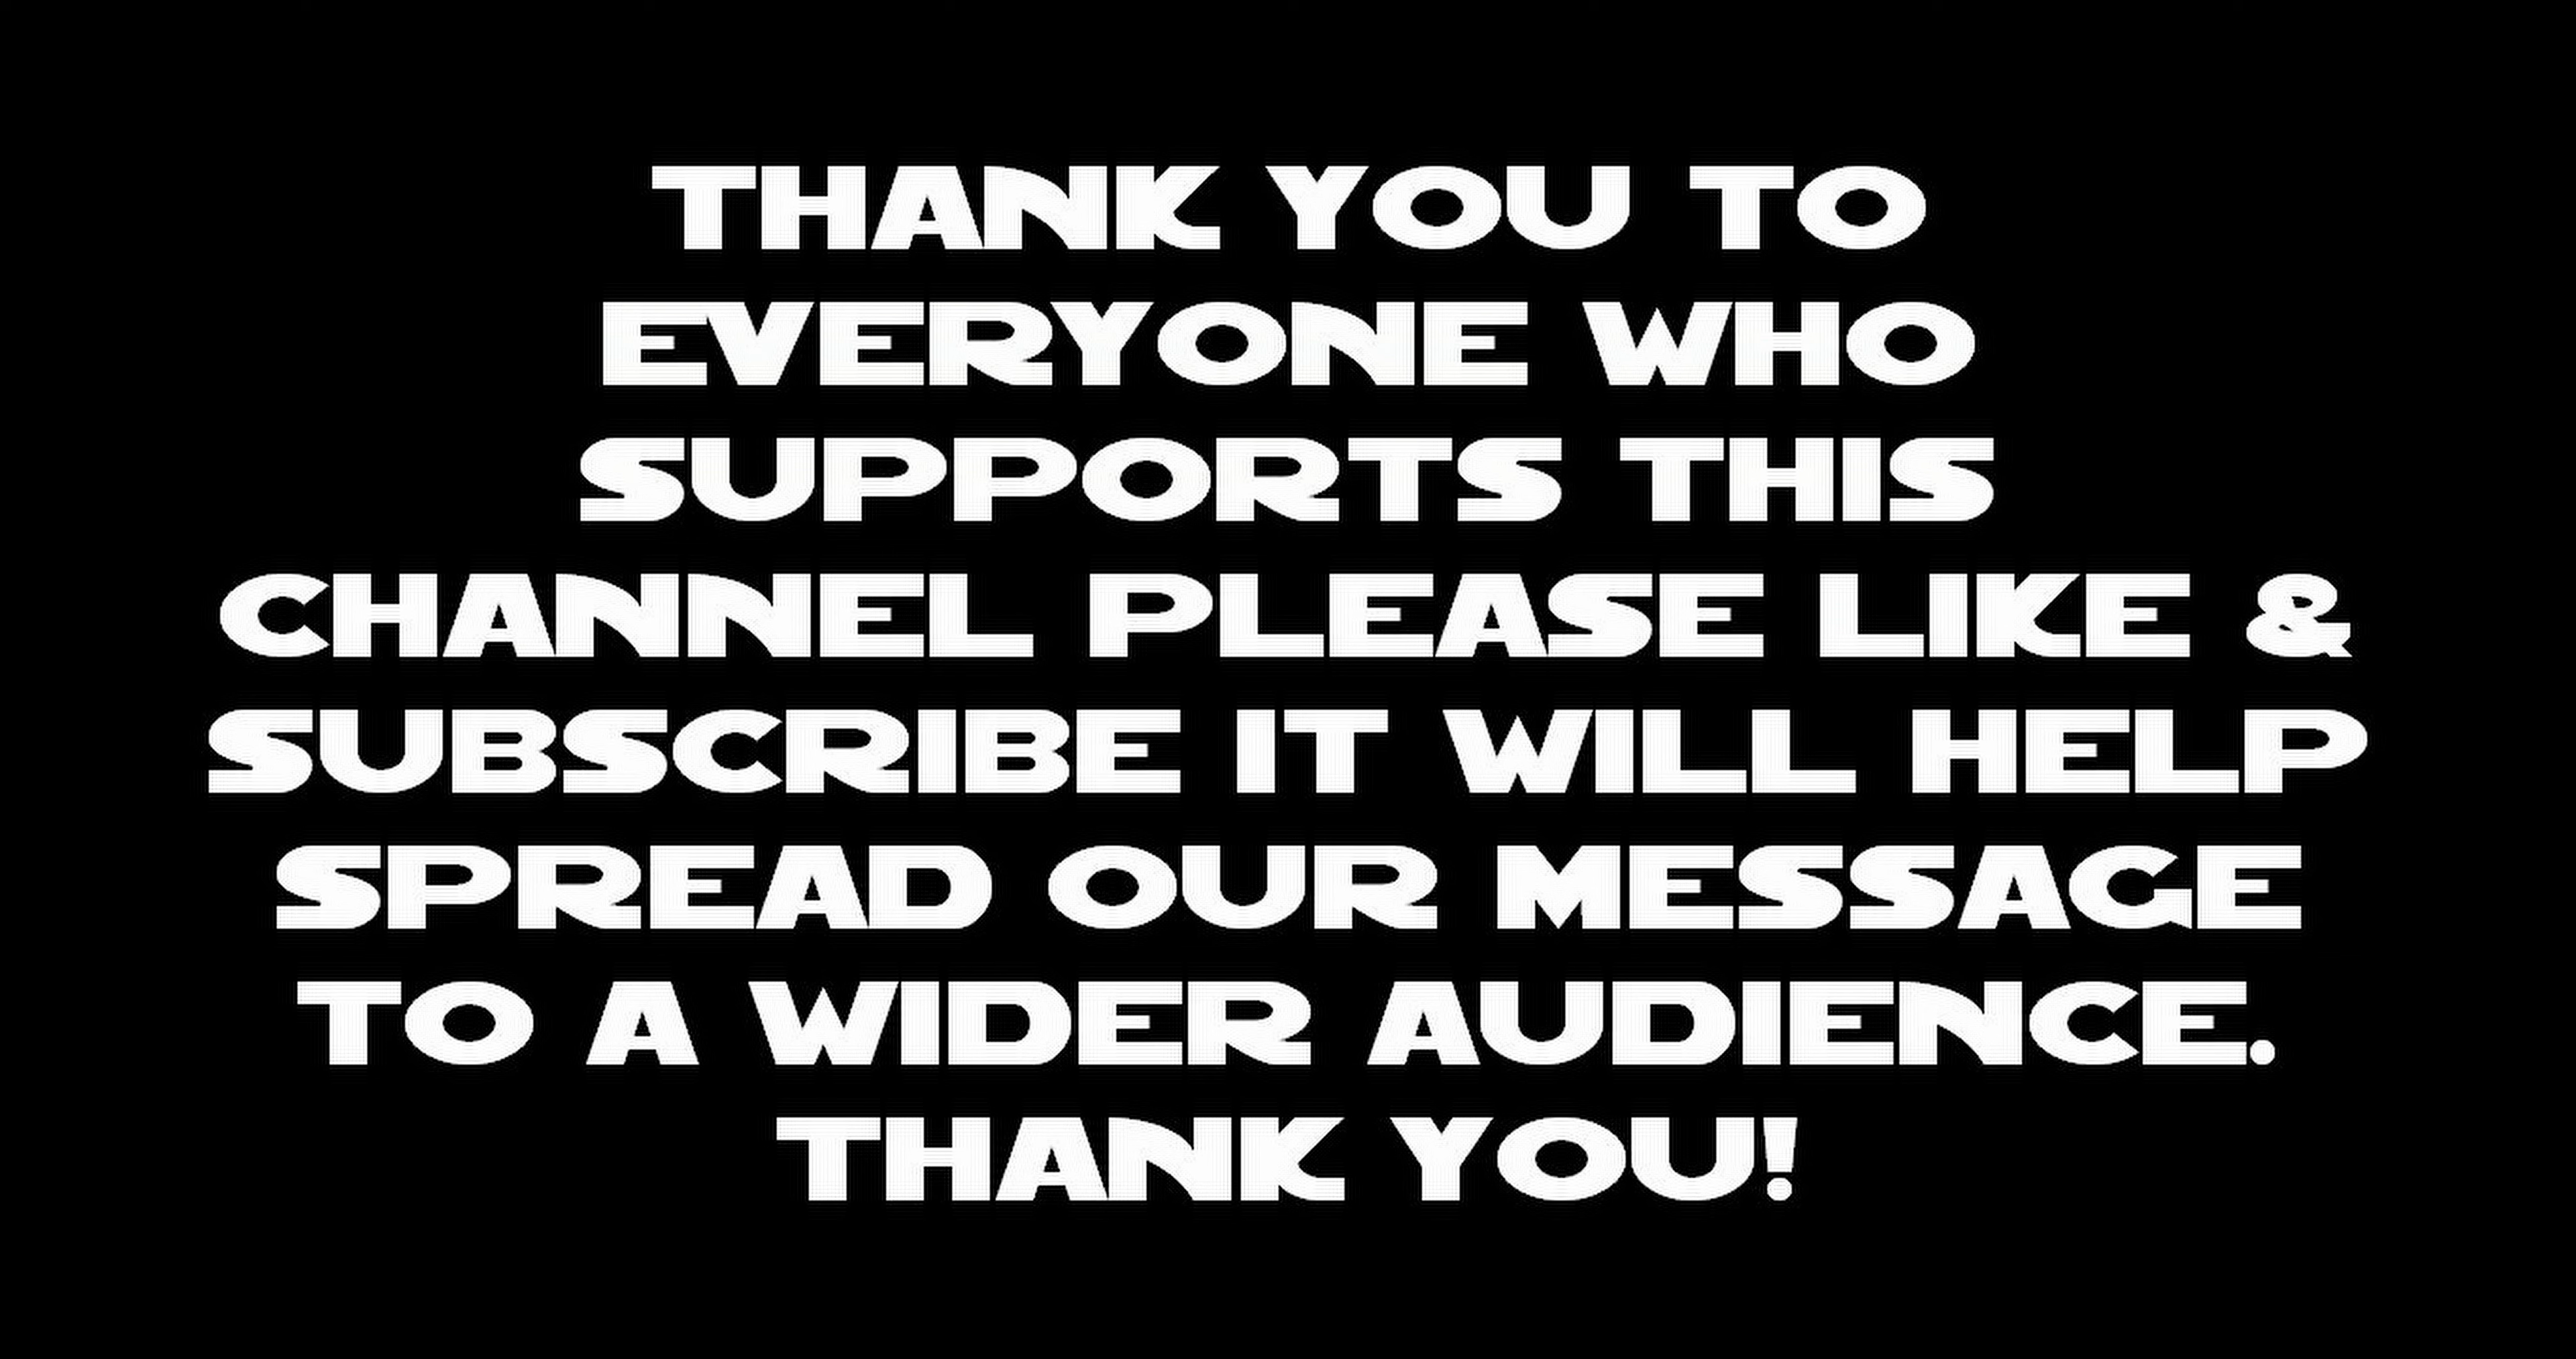 THANK YOU TO
EVERYONE WHO
SUPPORTS THIS
CHANNEL PLEASE LIKE &
SUBSCRIBE IT WILL HELP
SPREAD OUR MESSAGE
TO A WIDER AUDIENCE.
THANK YOU!